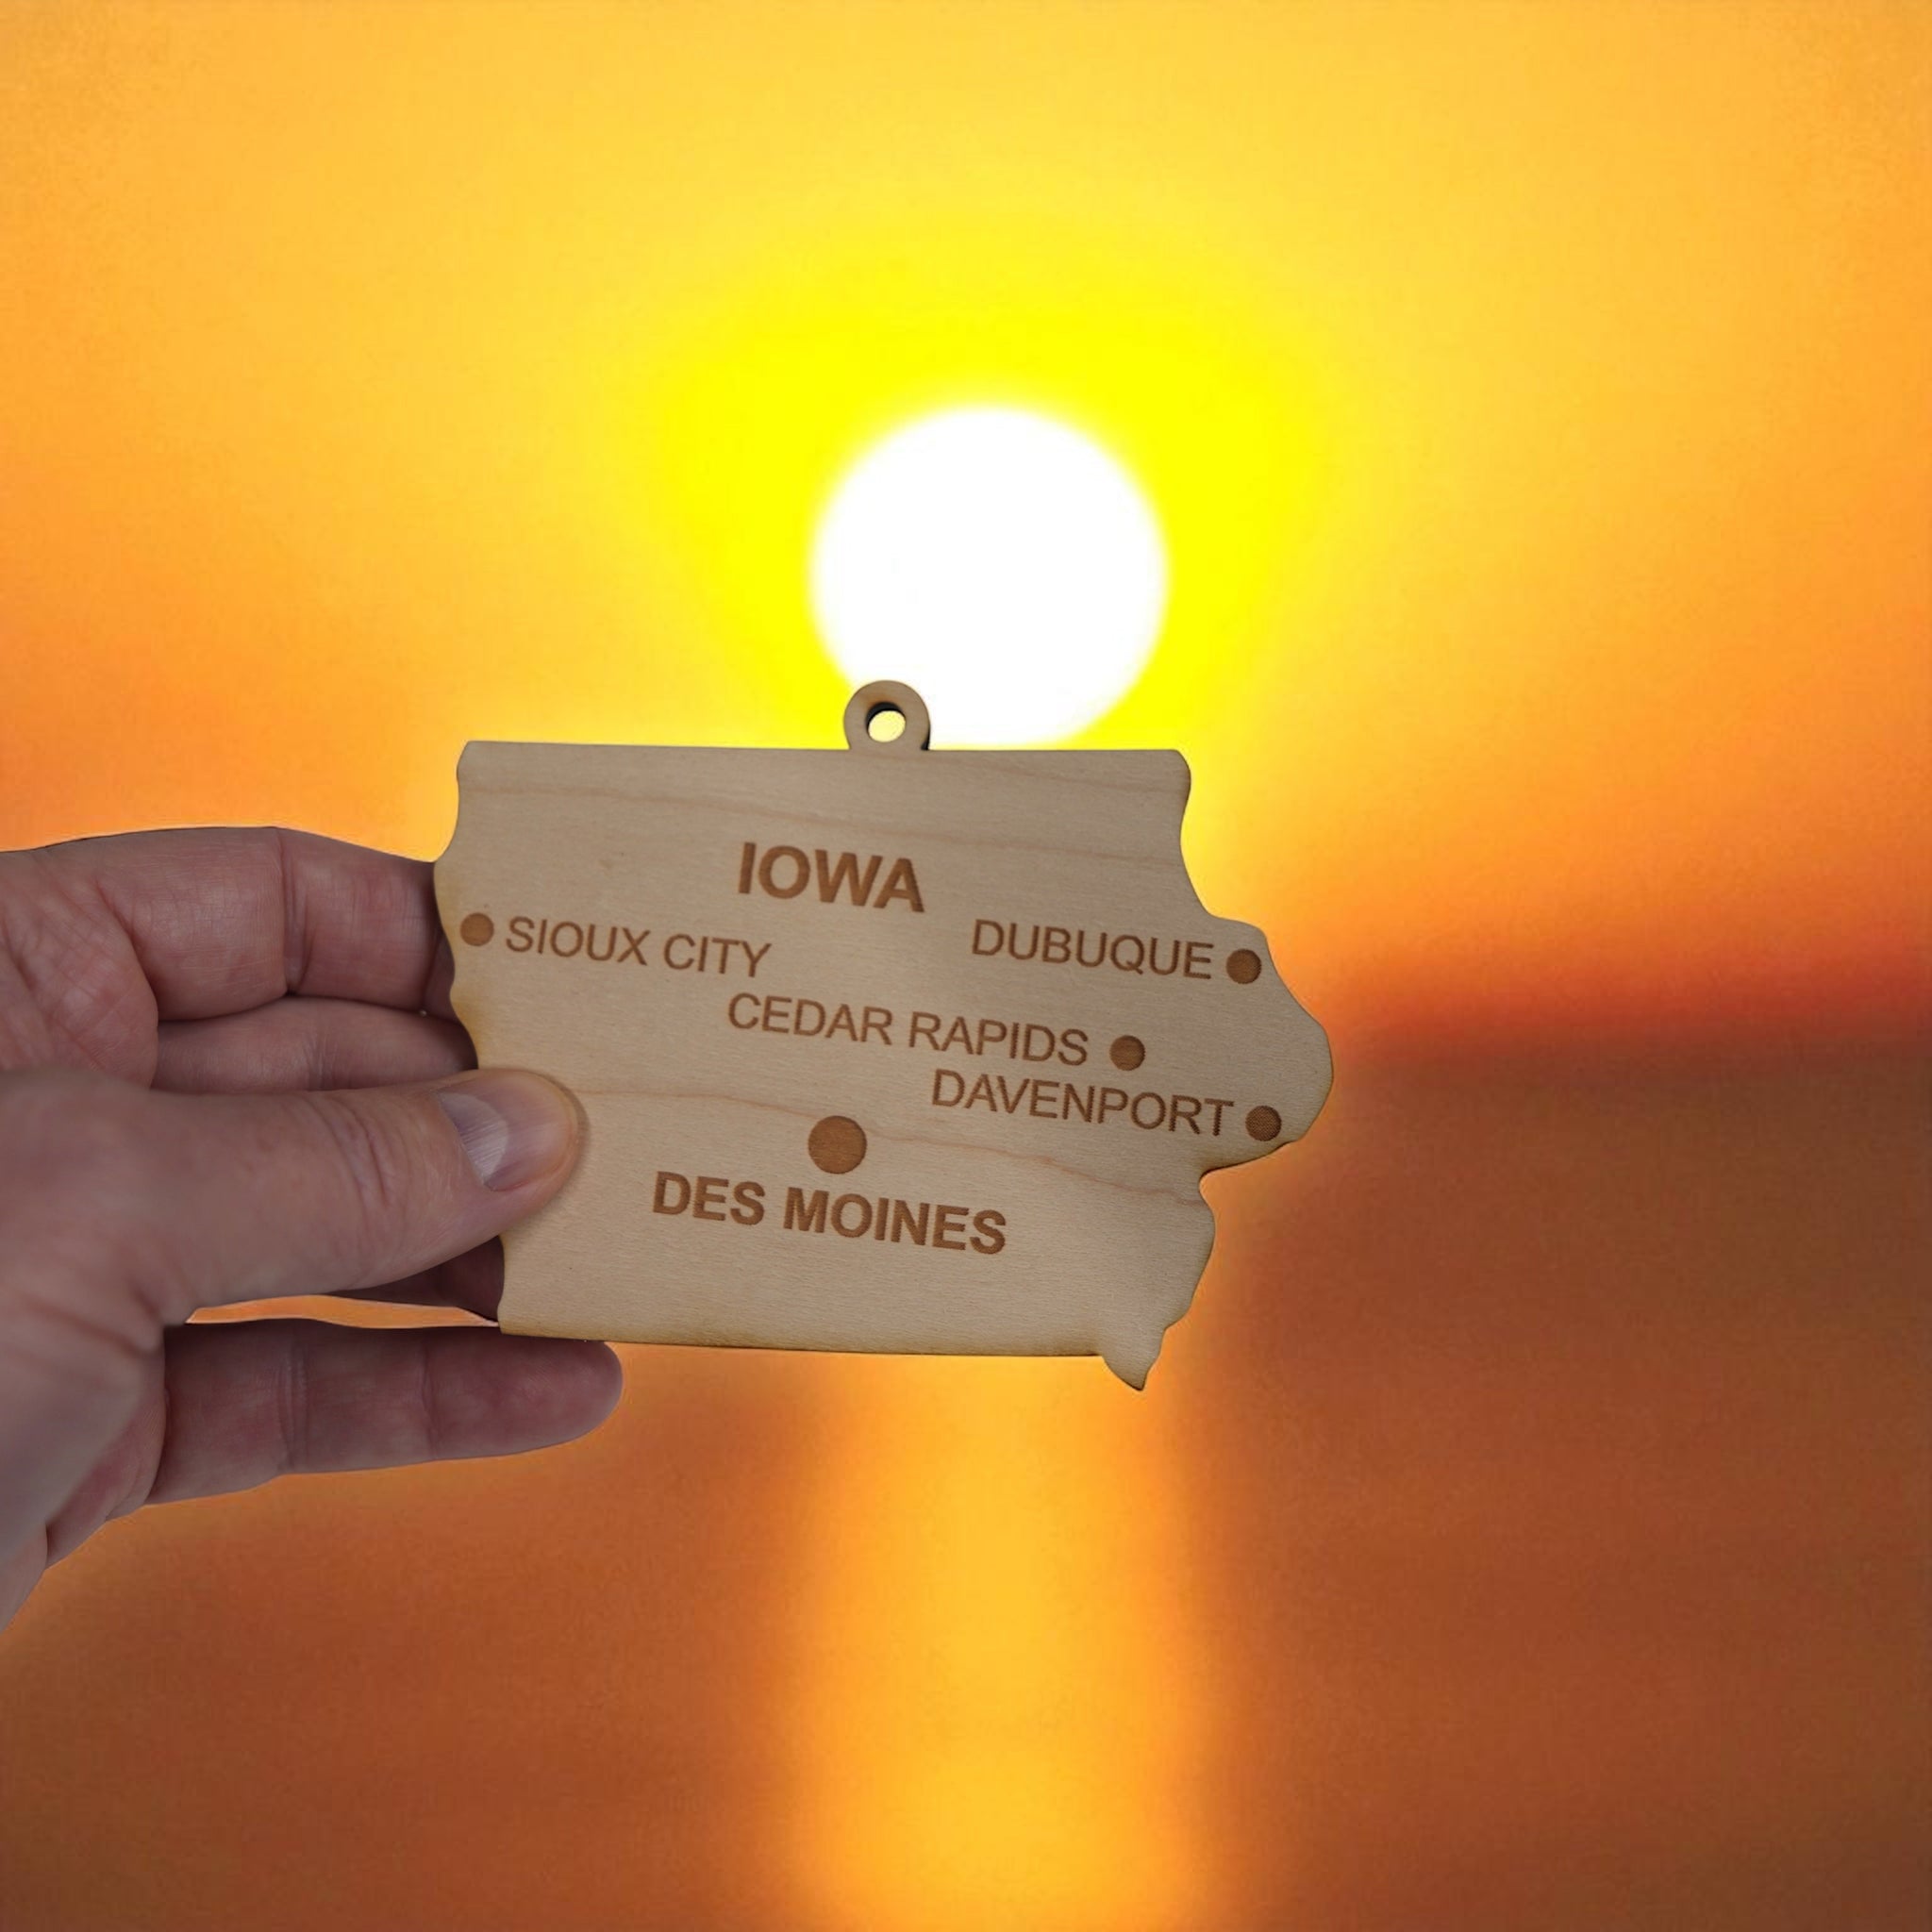 IOWA
SIOUX CITY
DUBUQUE
CEDAR RAPIDS
DAVENPORT
DES MOINES